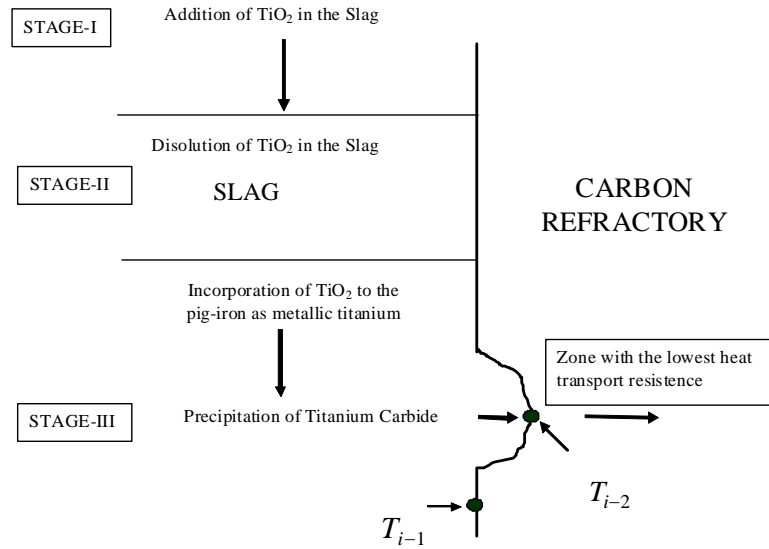 STAGE-I
Addition of TiO2 in the Slag
Disolution of TiO2 in the Slag
STAGE-II
SLAG
CARBON
REFRACTORY
Incorporation of TiO2 to the
pig-iron as metallic titanium
Zone with the lowest heat
transport resistence
STAGE-III
Precipitation of Titanium Carbide
Ti−2
Ti−1